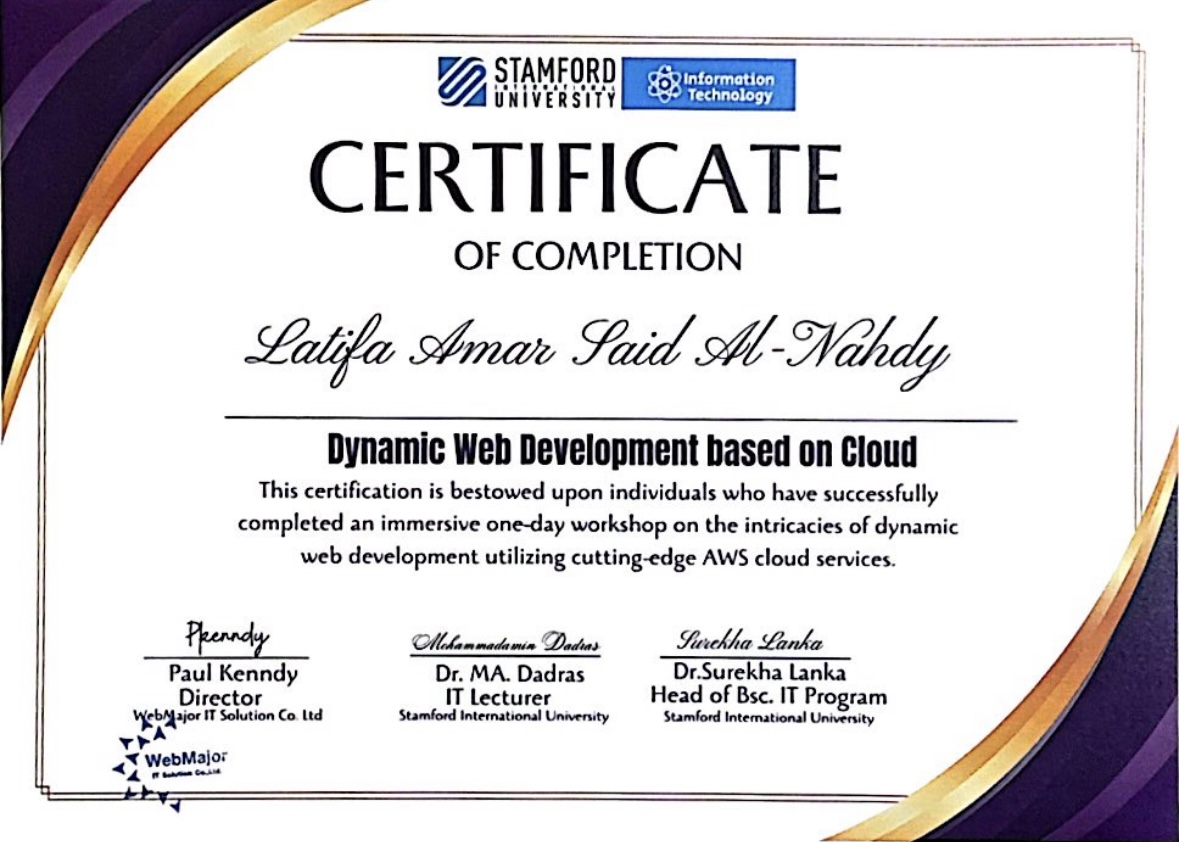 STAMFORD
INTERNATIONAL
UNIVERSITY
Information
Technology
CERTIFICATE
OF COMPLETION
Latifa Amar Said Al-Nahdy
Dynamic Web Development based on Cloud
This certification is bestowed upon individuals who have successfully
completed an immersive one-day workshop on the intricacies of dynamic
web development utilizing cutting-edge AWS cloud services.
Pkenndy
Paul Kenndy
Director
WebMajor IT Solution Co. Ltd
WebMajor
IT Solution Co.,Ltd
Mohammadamin Dadras
Dr. MA. Dadras
IT Lecturer
Stamford International University
Surekha Lanka
Dr.Surekha Lanka
Head of Bsc. IT Program
Stamford International University